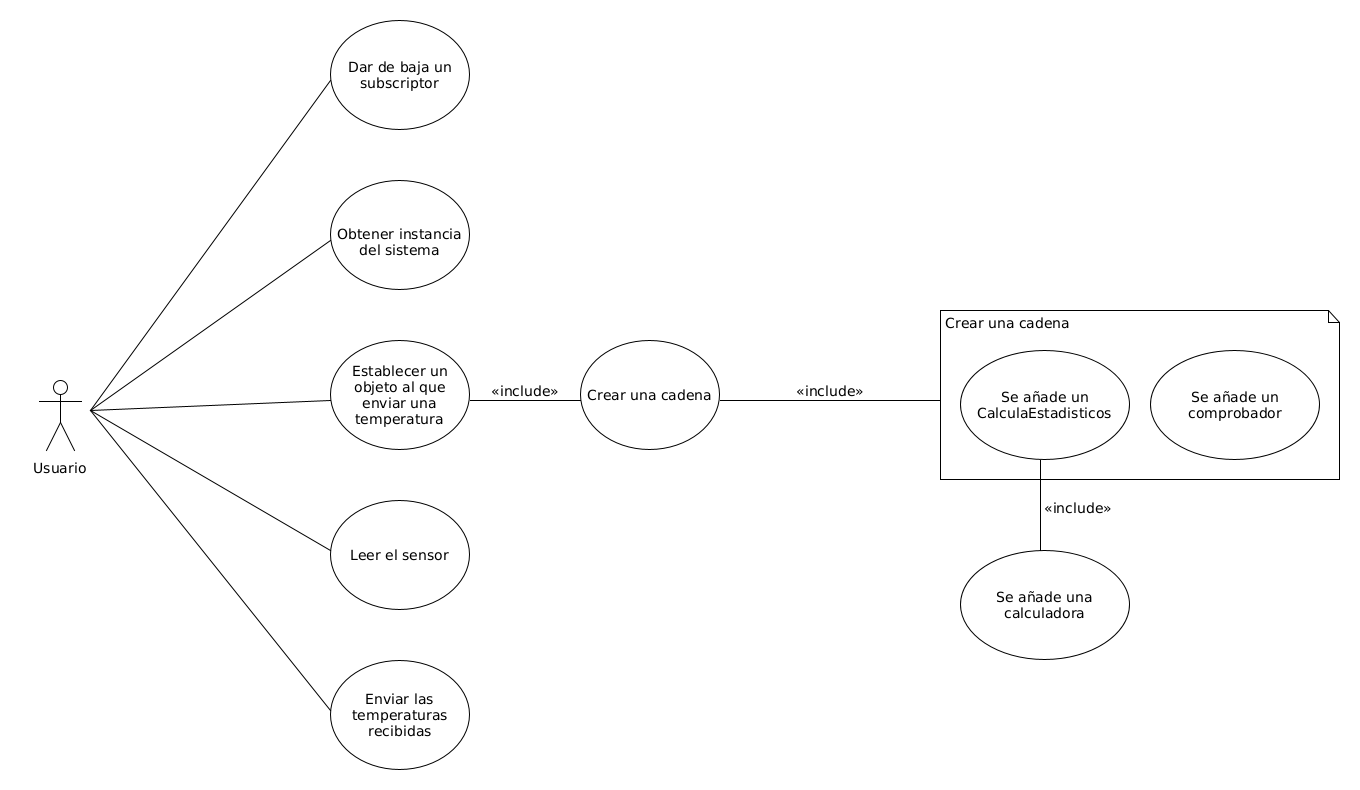 Dar de baja un
subscriptor
Obtener instancia
del sistema
Establecer un
objeto al que
enviar una
temperatura
«include»
Crear una cadena
«include»
Crear una cadena
Se añade un
CalculaEstadisticos
Se añade un
comprobador
Usuario
«include»
Leer el sensor
Se añade una
calculadora
Enviar las
temperaturas
recibidas